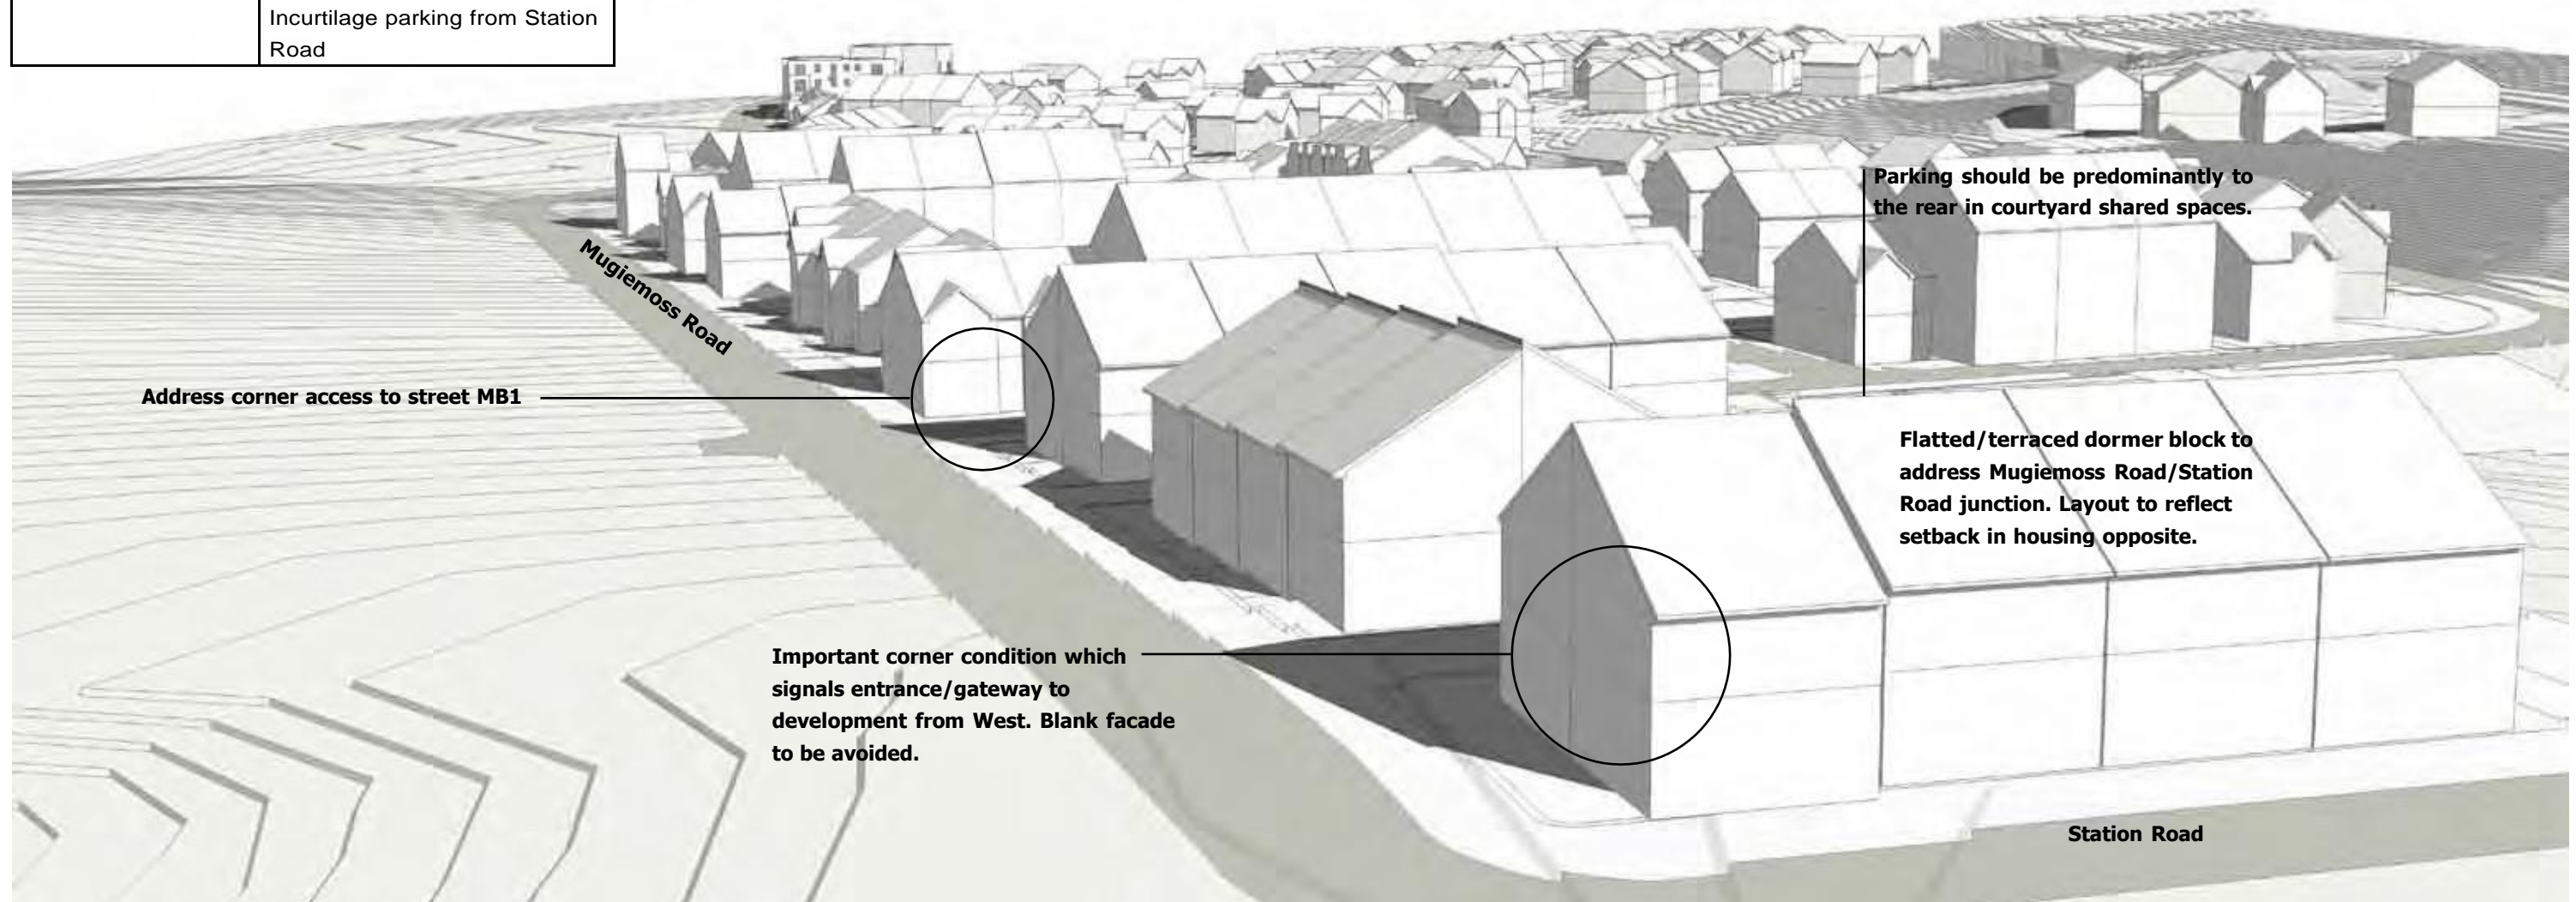 Incurtilage parking from Station
Road
Parking should be predominantly to
the rear in courtyard shared spaces.
Mugiemoss Road
Address corner access to street MB1
Flatted/terraced dormer block to
address Mugiemoss Road/Station
Road junction. Layout to reflect
setback in housing opposite.
Important corner condition which
signals entrance/gateway to
development from West. Blank facade
to be avoided.
Station Road